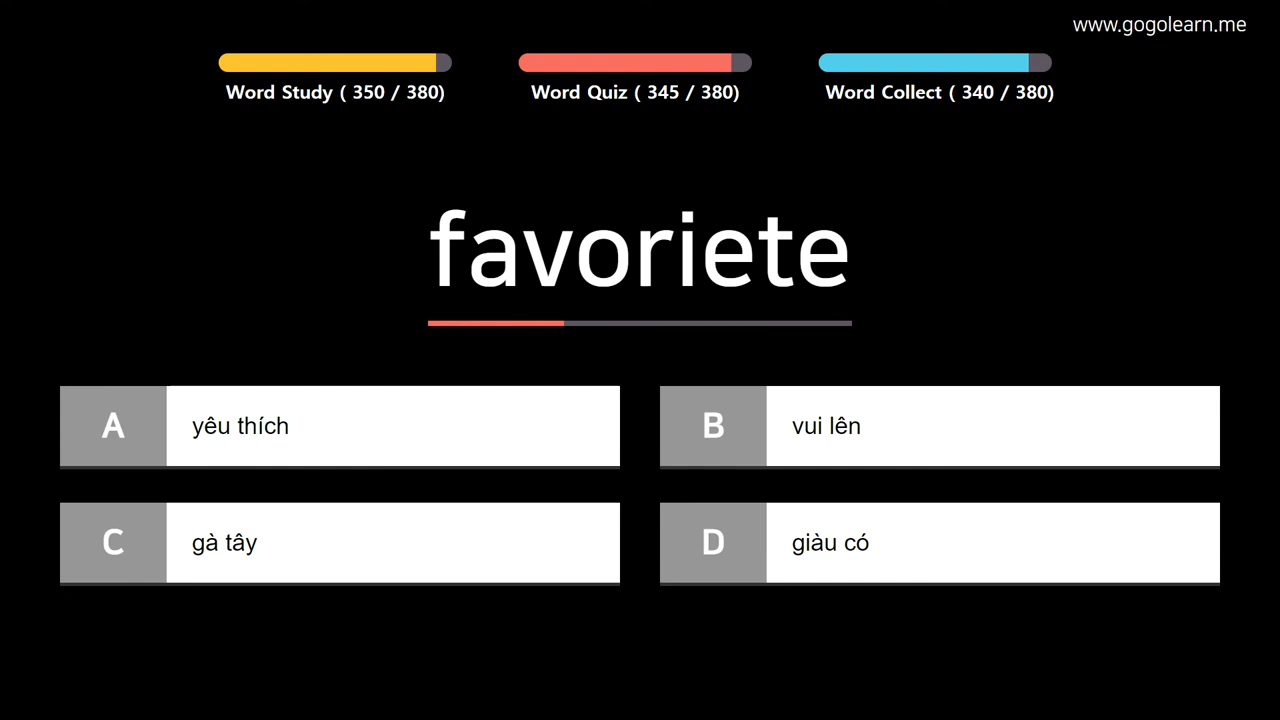 www.gogolearn.me
Word Study ( 350 / 380)
Word Quiz ( 345 / 380)
Word Collect ( 340 / 380)
favoriete
A
yêu thích
B
vui lên
C
gà tây
D
giàu có